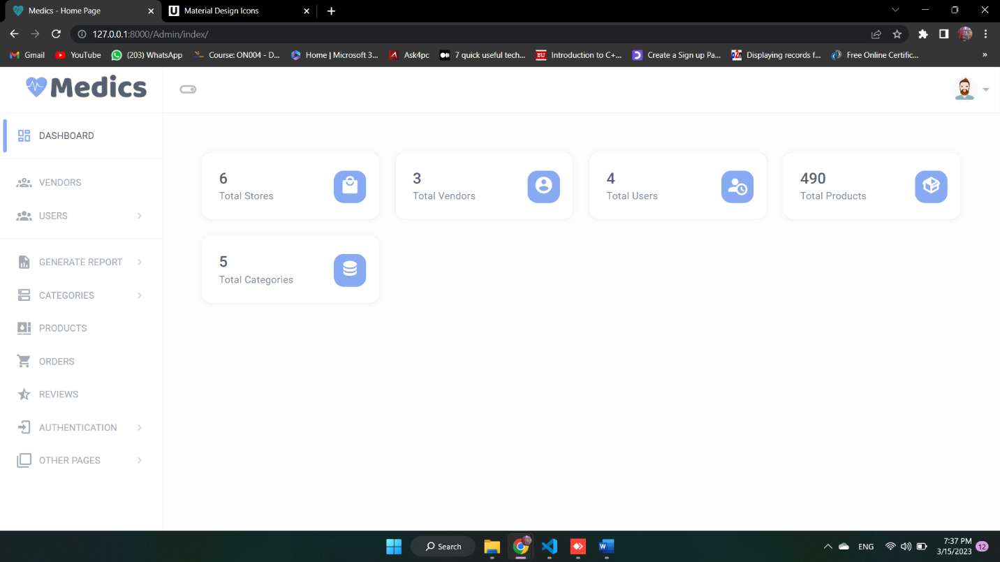 Medics - Home Page
U Material Design Icons
127.0.0.1:8000/Admin/index/
Gmail
YouTube
(203) WhatsApp
Course: ON004 - D...
Home | Microsoft 3...
Ask4pc
7 quick useful tech...
BU Introduction to C+...
Create a Sign up Pa...
Displaying records f...
Free Online Certific...
»
Medics
DASHBOARD
VENDORS
USERS
GENERATE REPORT
CATEGORIES
PRODUCTS
ORDERS
REVIEWS
AUTHENTICATION
OTHER PAGES
6
Total Stores
3
Total Vendors
4
Total Users
490
Total Products
5
Total Categories
Search
ENG
7:37 PM
3/15/2023
12